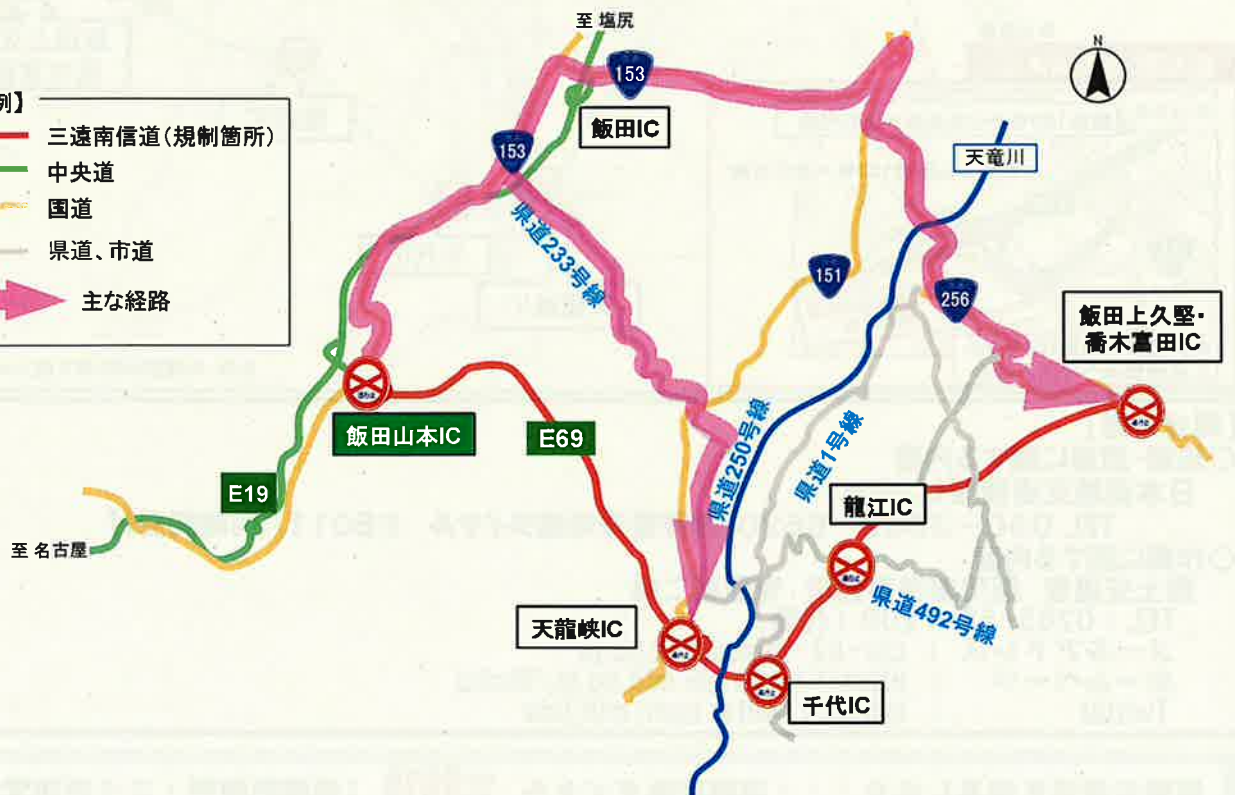 至 塩尻
N
153
飯田IC
例】
三遠南信道(規制箇所)
中央道
国道
県道、市道
主な経路
153
天竜川
県道233号線
151
256
飯田上久堅・
喬木富田IC
飯田山本IC
E69
県道250号線
県道1号線
E19
龍江IC
至 名古屋
県道492号線
天龍峡IC
千代IC